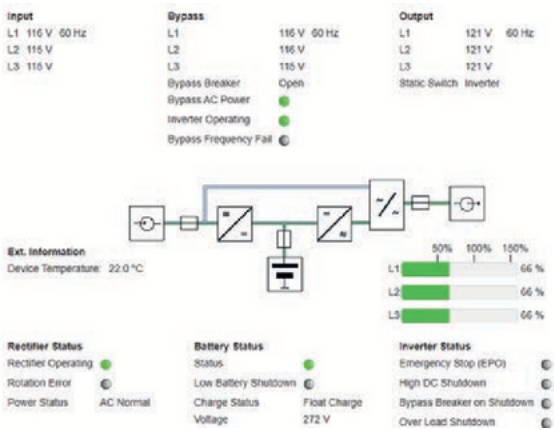 Input
L1 116 V 60 Hz
L2 115 V
L3 115 V
Bypass
L1 116 V 60 Hz
L2 116 V
L3 115 V
Bypass Breaker Open
Bypass AC Power
Inverter Operating
Bypass Frequency Fail
Output
L1 121 V 60 Hz
L2 121 V
L3 121 V
Static Switch Inverter
Ext. Information
Device Temperature: 22.0 °C
50% 100% 150%
L1 66 %
L2 66 %
L3 66 %
Rectifier Status
Rectifier Operating
Rotation Error
Power Status AC Normal
Battery Status
Status
Low Battery Shutdown
Charge Status Float Charge
Voltage 272 V
Inverter Status
Emergency Stop (EPO)
High DC Shutdown
Bypass Breaker on Shutdown
Over Load Shutdown